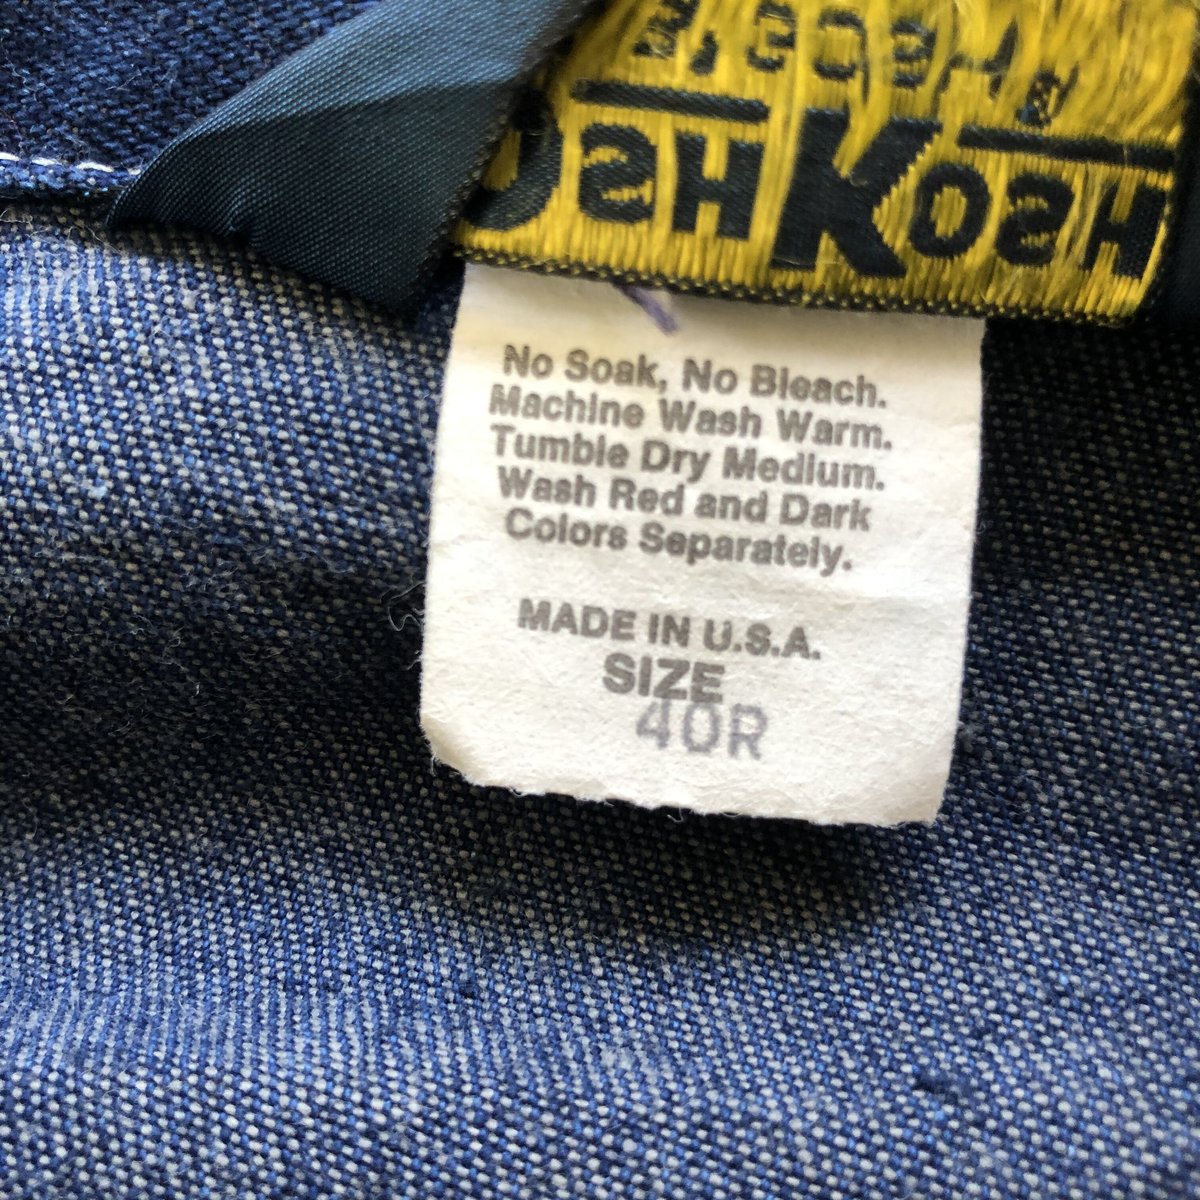 OSHKOSH
No Soak, No Bleach.
Machine Wash Warm.
Tumble Dry Medium.
Wash Red and Dark
Colors Separately.
MADE IN U.S.A.
SIZE
40R